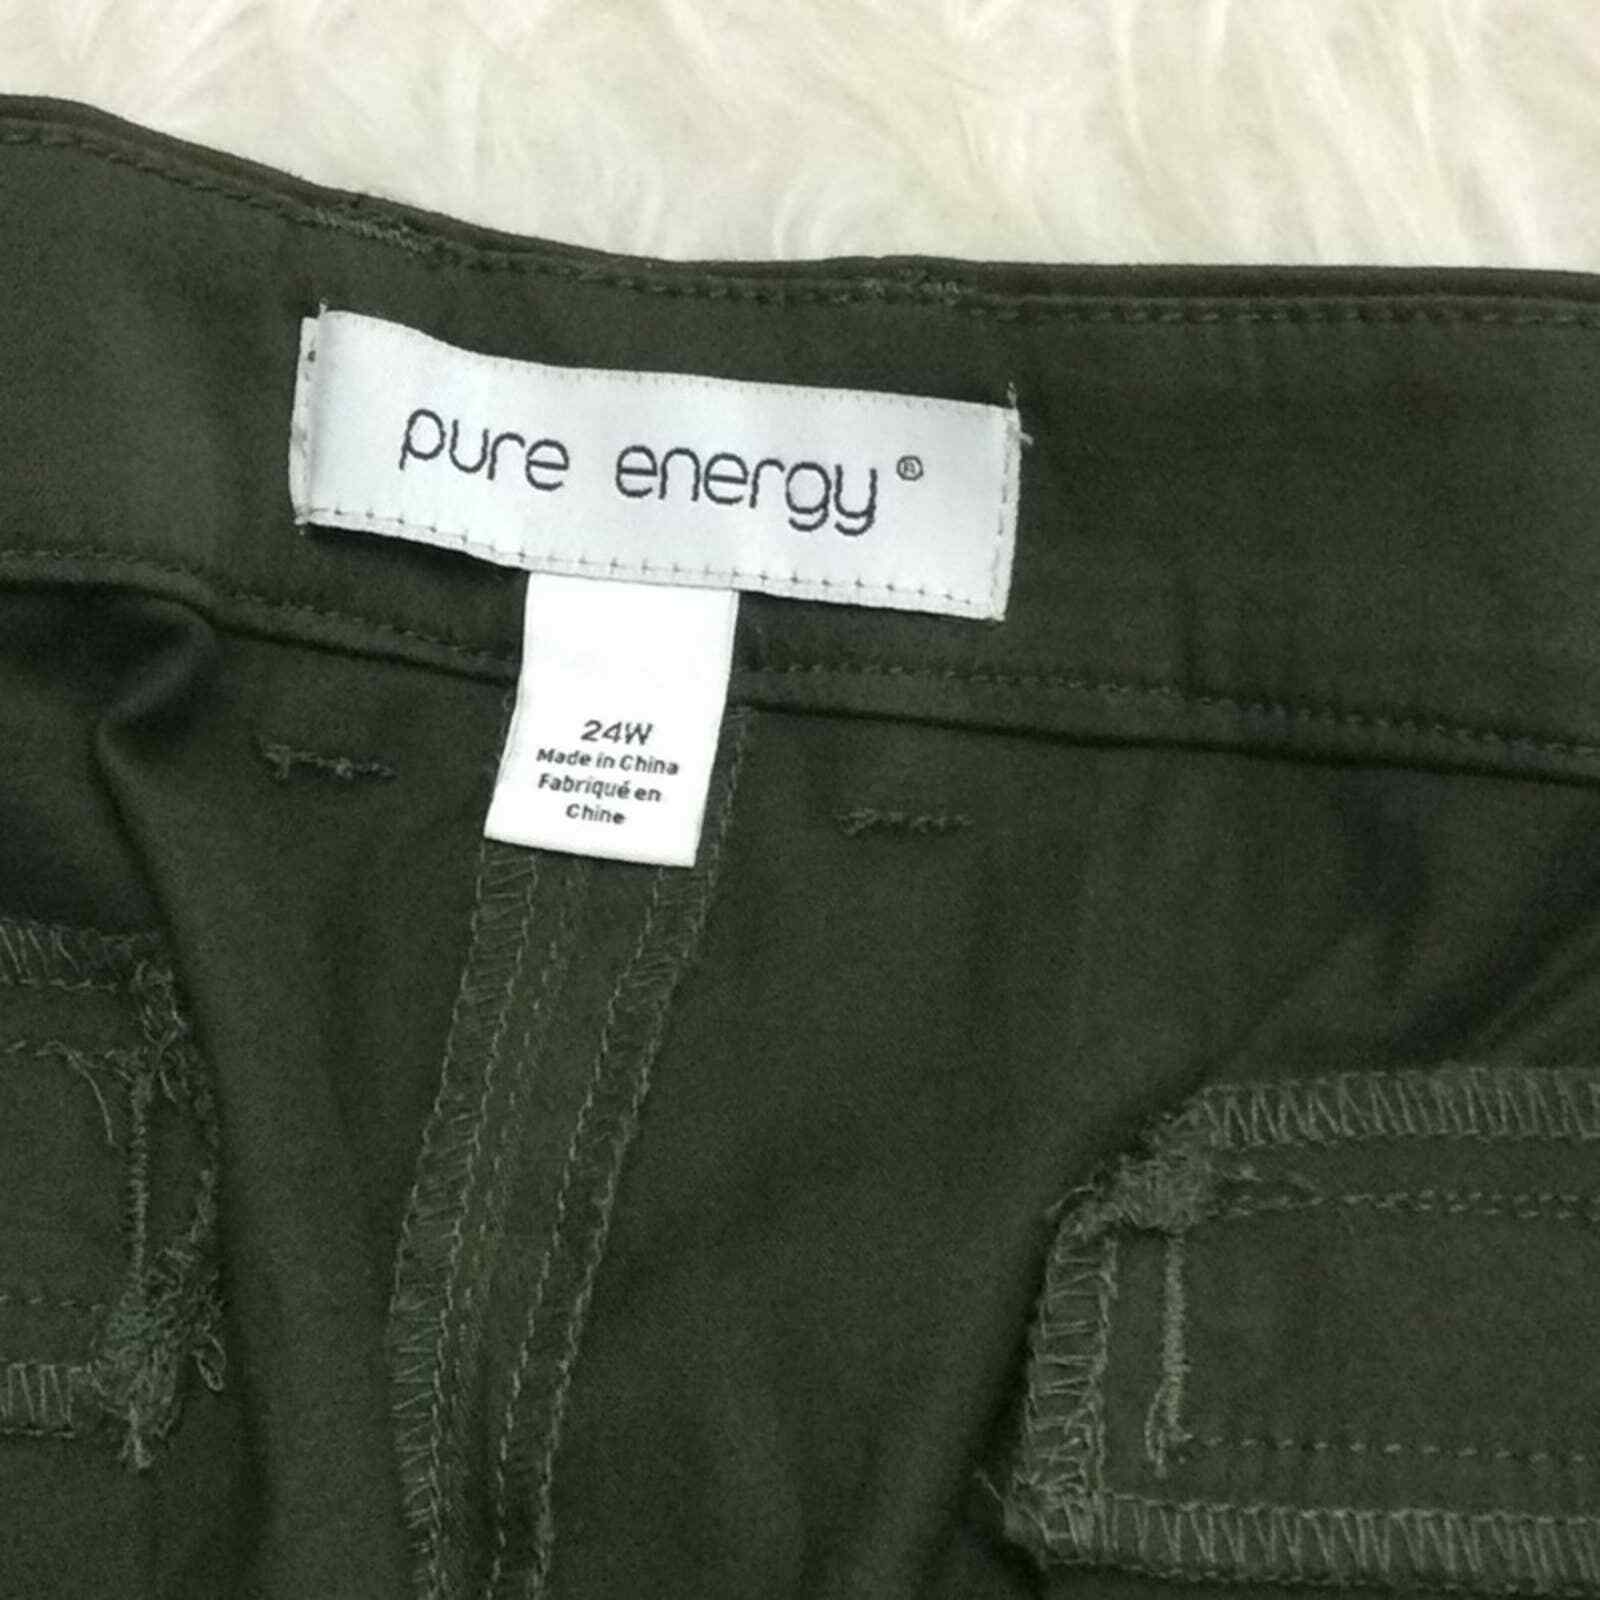 pure energy®
24W
Made in China
Fabriqué en
Chine